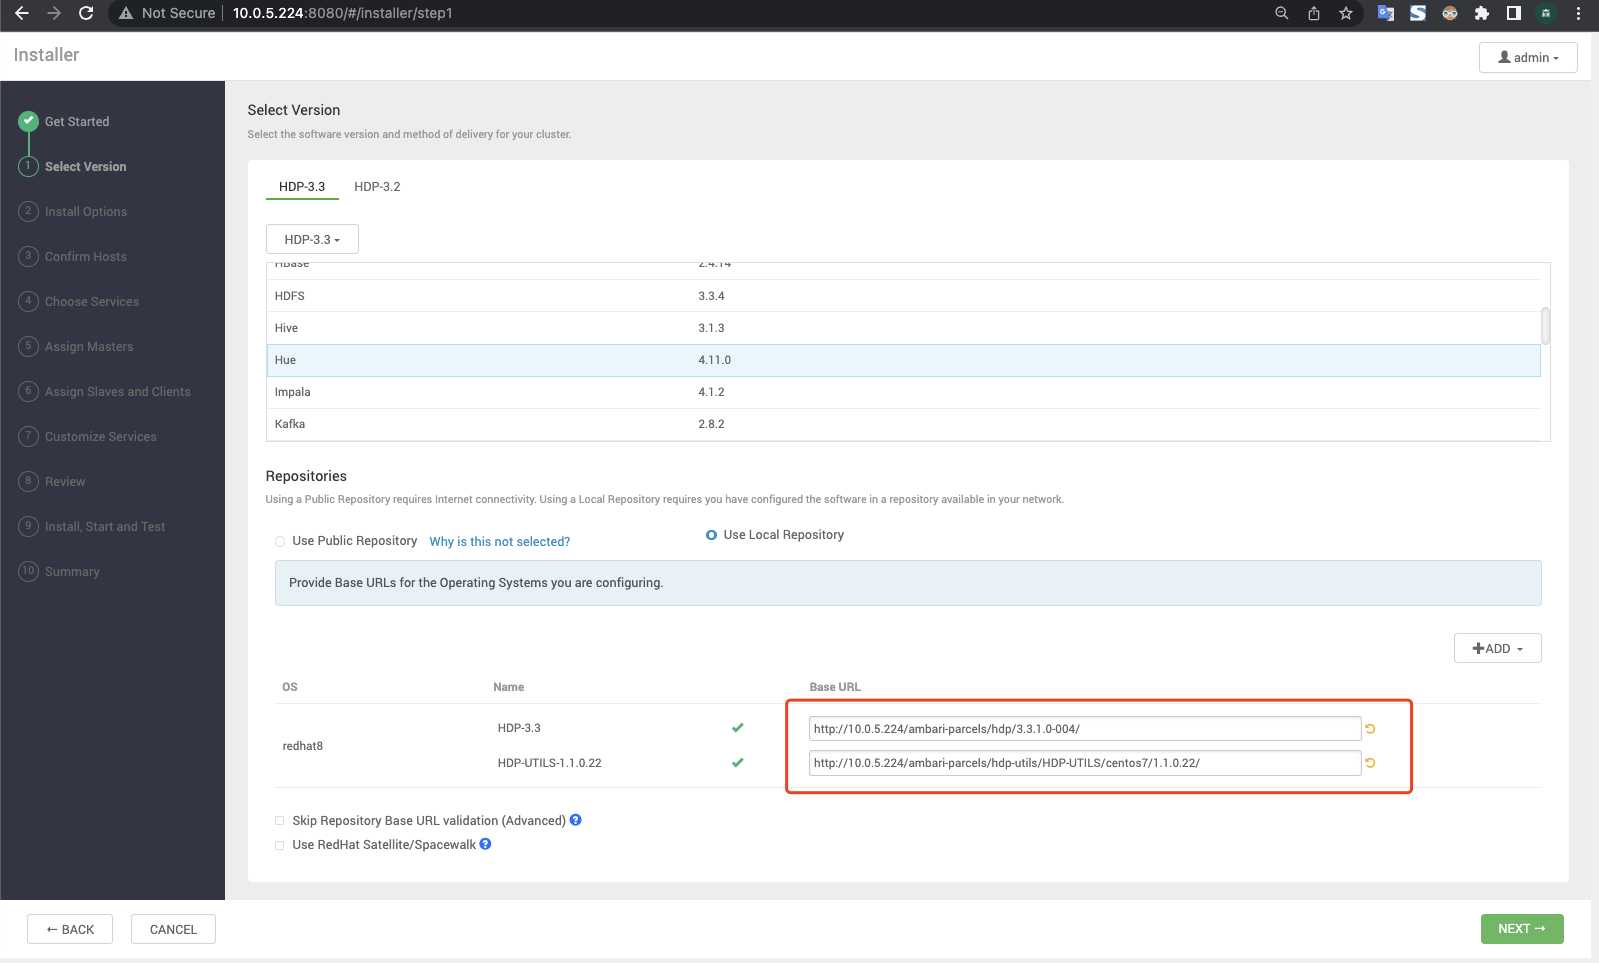 Not Secure 10.0.5.224:8080/#/installer/step1
Installer
admin
Get Started
1 Select Version
2 Install Options
3 Confirm Hosts
4 Choose Services
5 Assign Masters
6 Assign Slaves and Clients
7 Customize Services
8 Review
9 Install, Start and Test
10 Summary
Select Version
Select the software version and method of delivery for your cluster.
HDP-3.3 HDP-3.2
HDP-3.3
HBase 2.4.14
HDFS 3.3.4
Hive 3.1.3
Hue 4.11.0
Impala 4.1.2
Kafka 2.8.2
Repositories
Using a Public Repository requires Internet connectivity. Using a Local Repository requires you have configured the software in a repository available in your network.
Use Public Repository Why is this not selected? Use Local Repository
Provide Base URLs for the Operating Systems you are configuring.
ADD
OS Name Base URL
redhat8
HDP-3.3 http://10.0.5.224/ambari-parcels/hdp/3.3.1.0-004/
HDP-UTILS-1.1.0.22 http://10.0.5.224/ambari-parcels/hdp-utils/HDP-UTILS/centos7/1.1.0.22/
Skip Repository Base URL validation (Advanced) ?
Use RedHat Satellite/Spacewalk ?
← BACK CANCEL NEXT →